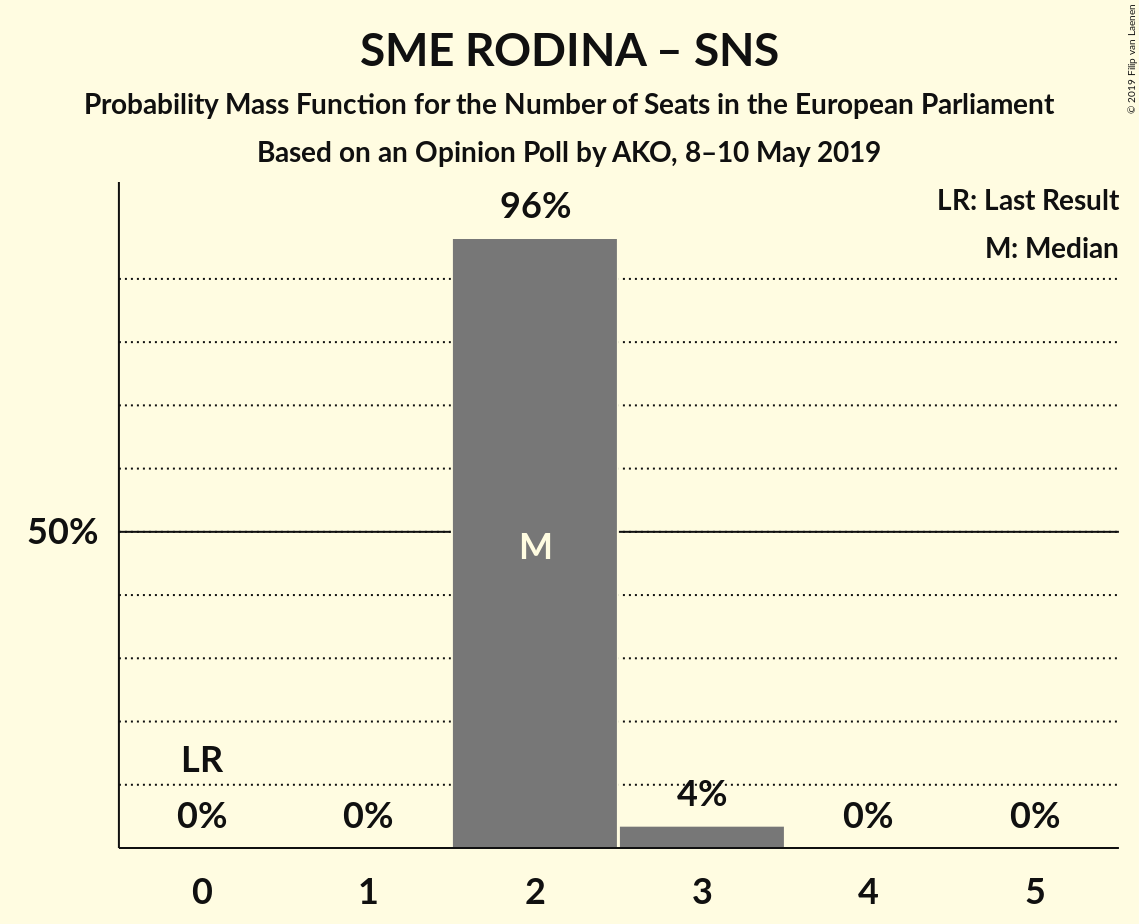 SME RODINA – SNS
Probability Mass Function for the Number of Seats in the European Parliament
Based on an Opinion Poll by AKO, 8–10 May 2019
© 2019 Filip van Laenen
LR: Last Result
M: Median
96%
50%
M
LR
0%
0%
4%
0%
0%
0
1
2
3
4
5